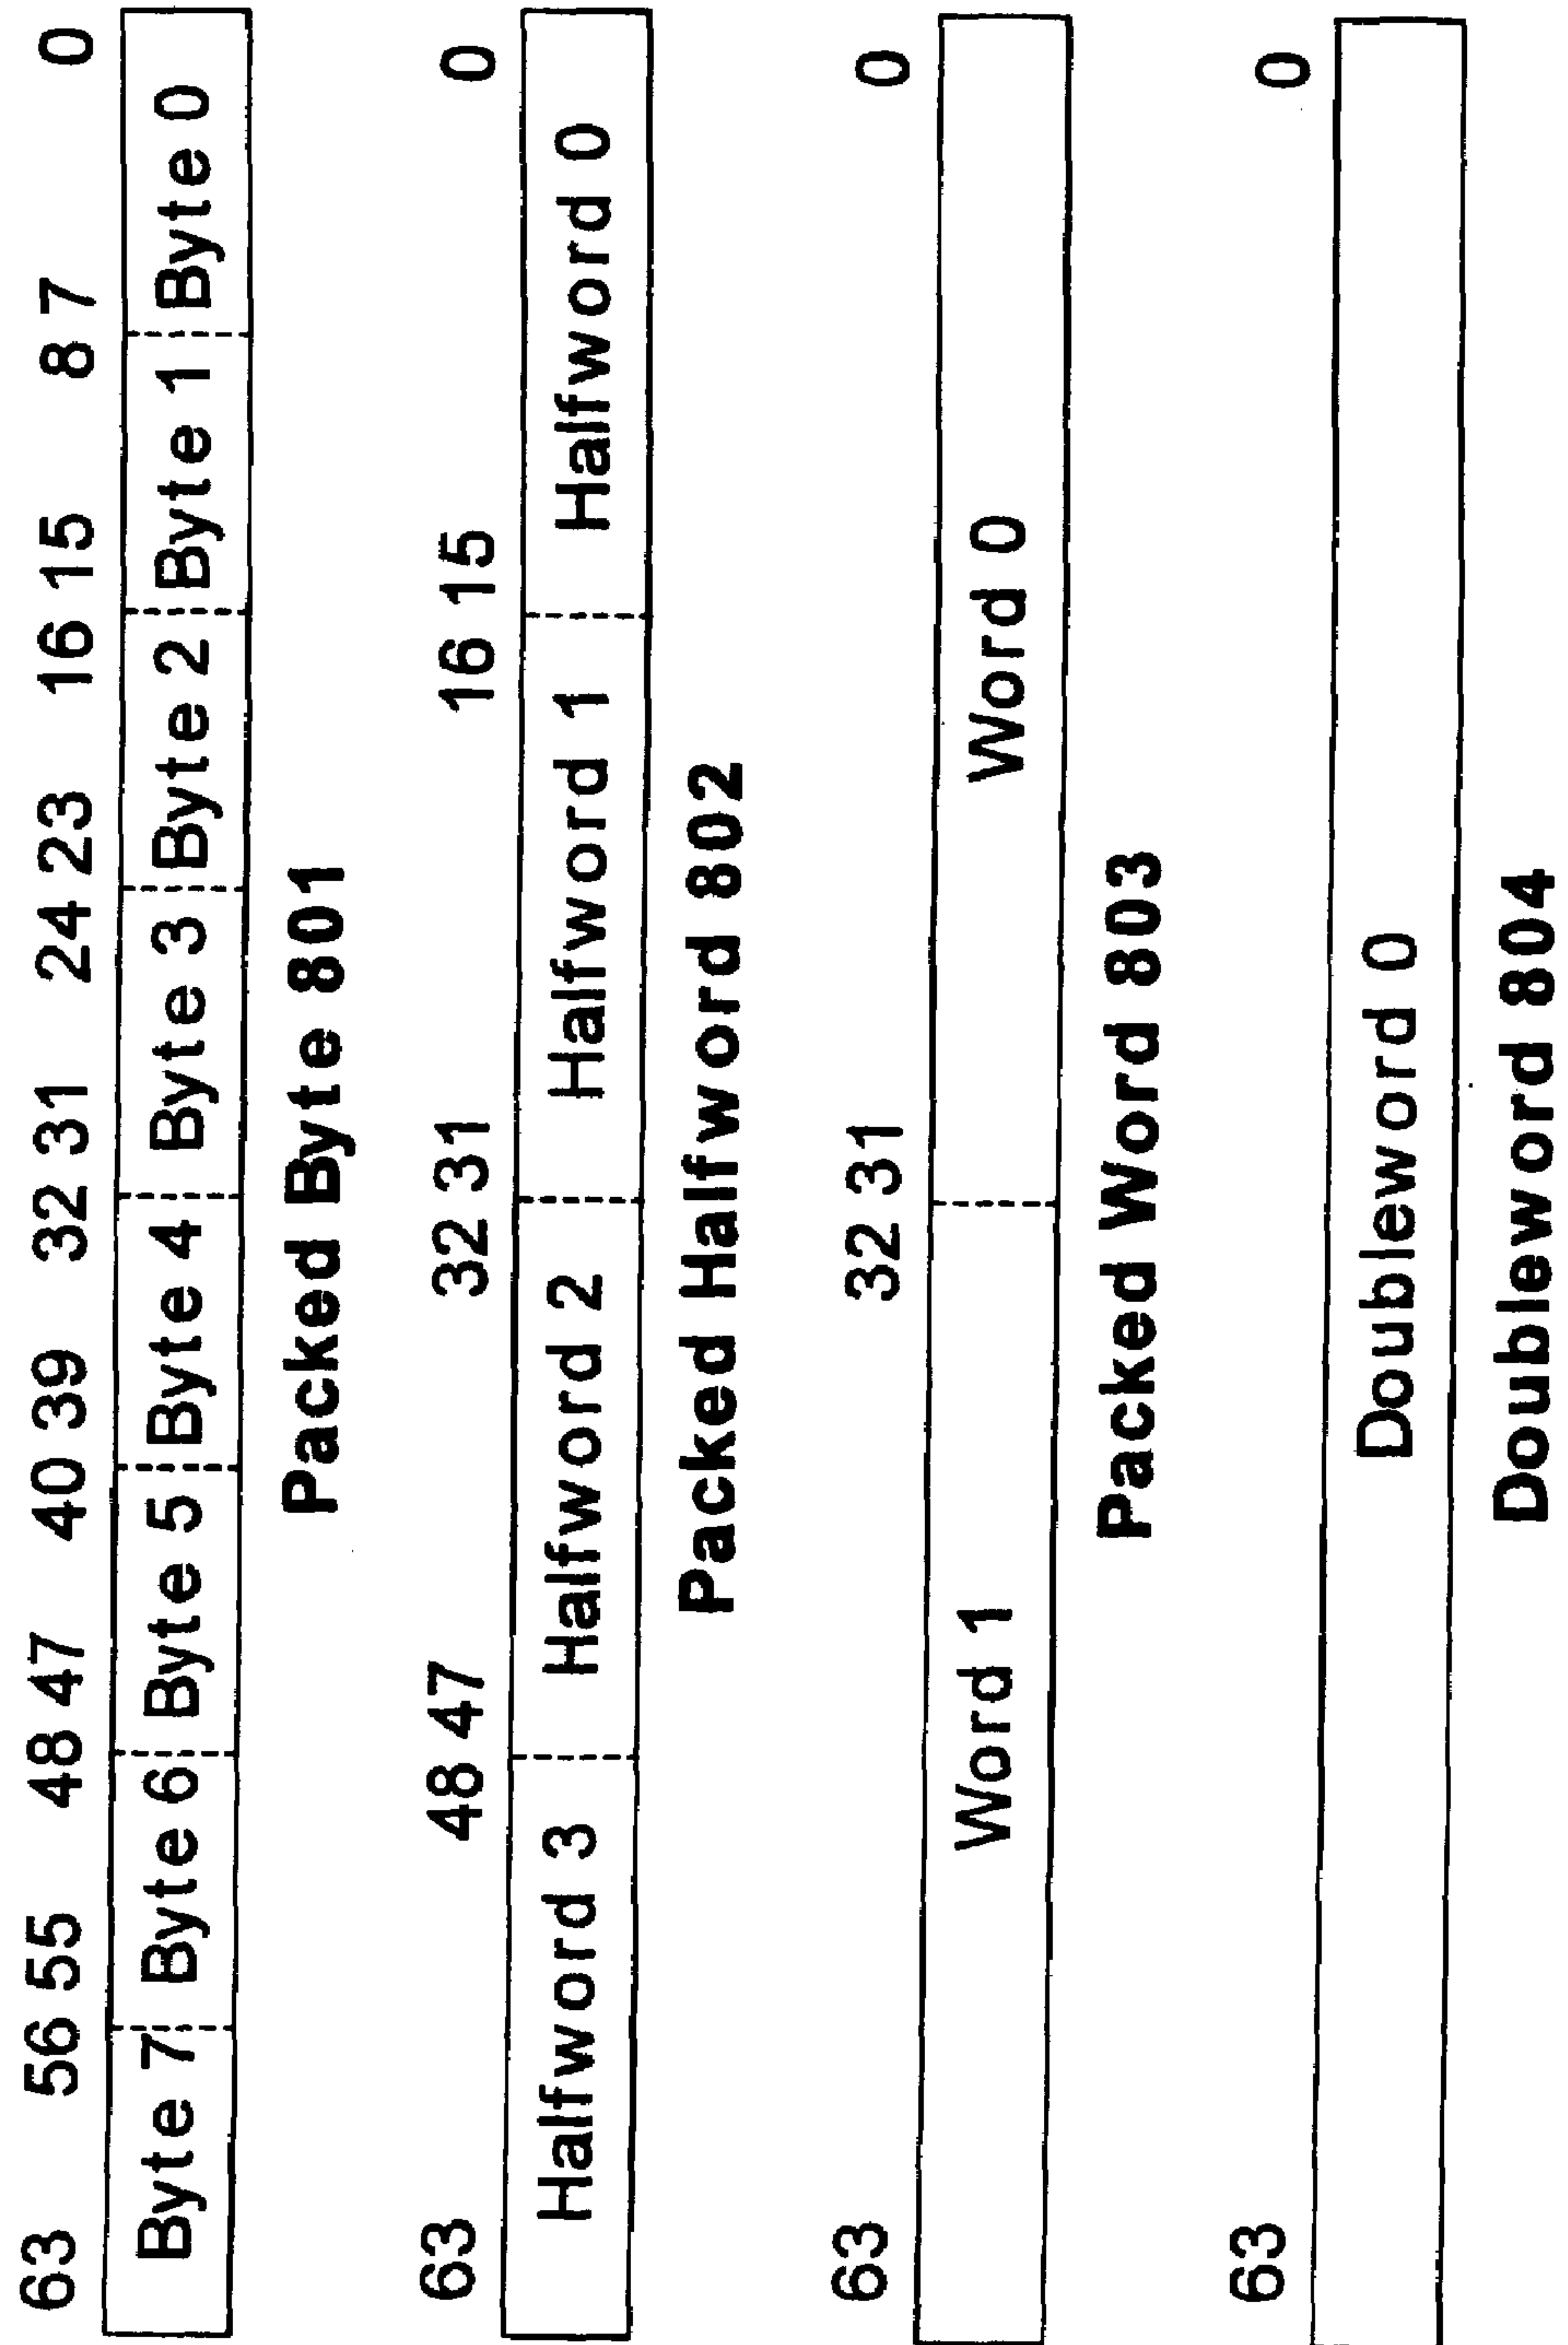 63 56 55 48 47 40 39 32 31 24 23 16 15 8 7 0
Byte 7 Byte 6 Byte 5 Byte 4 Byte 3 Byte 2 Byte 1 Byte 0
Packed Byte 801
63 48 47 32 31 16 15 0
Halfword 3 Halfword 2 Halfword 1 Halfword 0
Packed Halfword 802
63 32 31 0
Word 1 Word 0
Packed Word 803
63 0
Doubleword 0
Doubleword 804